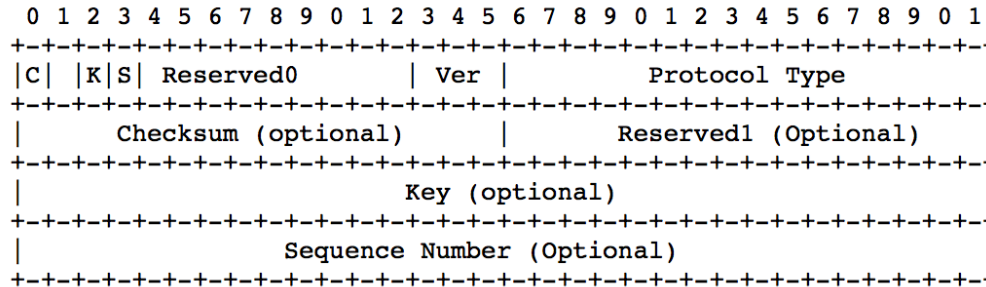 0 1 2 3 4 5 6 7 8 9 0 1 2 3 4 5 6 7 8 9 0 1 2 3 4 5 6 7 8 9 0 1
+-+-+-+-+-+-+-+-+-+-+-+-+-+-+-+-+-+-+-+-+-+-+-+-+-+-+-+-+-+-+-+-+
|C| |K|S| Reserved0       | Ver |         Protocol Type
+-+-+-+-+-+-+-+-+-+-+-+-+-+-+-+-+-+-+-+-+-+-+-+-+-+-+-+-+-+-+-+-+
|      Checksum (optional)      |       Reserved1 (Optional)
+-+-+-+-+-+-+-+-+-+-+-+-+-+-+-+-+-+-+-+-+-+-+-+-+-+-+-+-+-+-+-+-+
|                         Key (optional)
+-+-+-+-+-+-+-+-+-+-+-+-+-+-+-+-+-+-+-+-+-+-+-+-+-+-+-+-+-+-+-+-+
|                 Sequence Number (Optional)
+-+-+-+-+-+-+-+-+-+-+-+-+-+-+-+-+-+-+-+-+-+-+-+-+-+-+-+-+-+-+-+-+